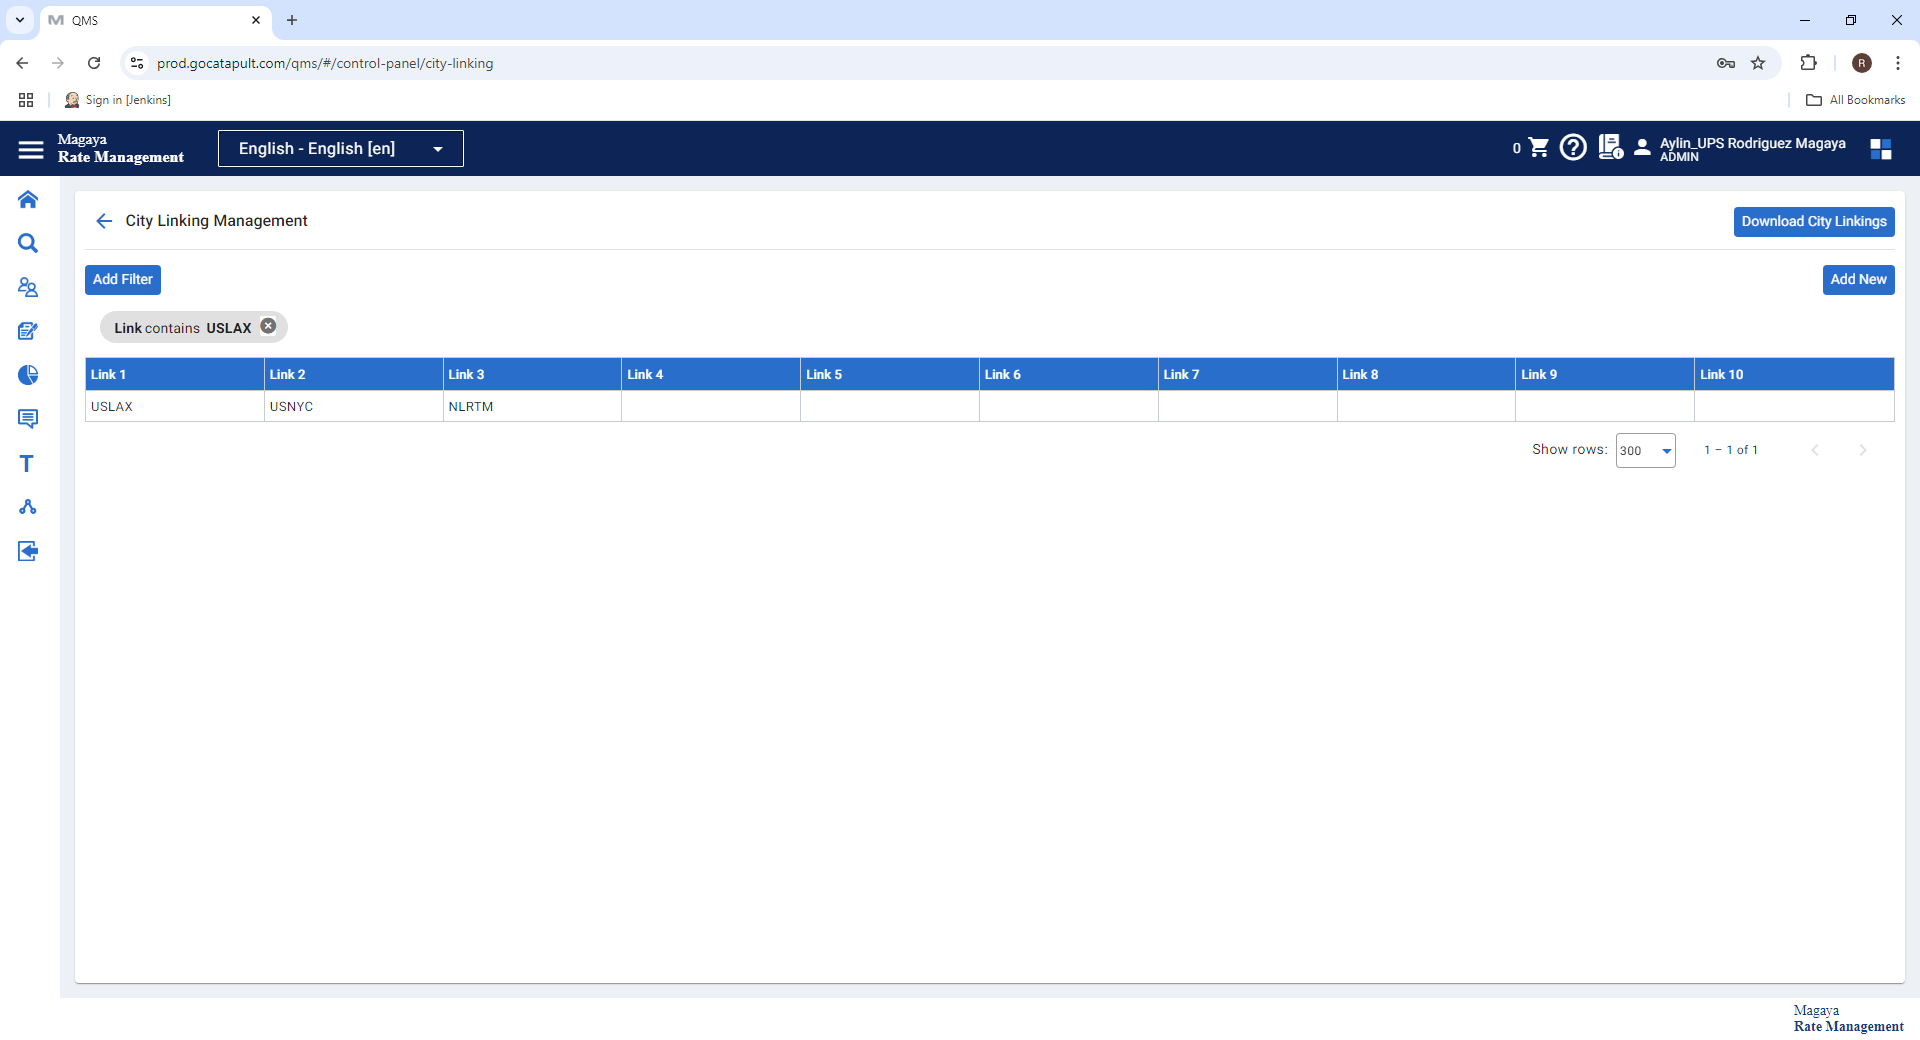 QMS
prod.gocatapult.com/qms/#/control-panel/city-linking
R
Sign in [Jenkins]
All Bookmarks
Magaya
Rate Management
English - English [en]
0
Aylin_UPS Rodriguez Magaya
ADMIN
City Linking Management
Download City Linkings
Add Filter
Add New
Link contains USLAX
Link 1 Link 2 Link 3 Link 4 Link 5 Link 6 Link 7 Link 8 Link 9 Link 10
USLAX USNYC NLRTM
Show rows: 300 1 – 1 of 1
Magaya
Rate Management